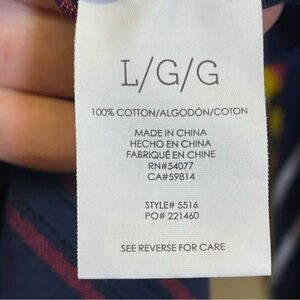 L/G/G
100% COTTON/ALGODÓN/COTON
MADE IN CHINA
HECHO EN CHINA
FABRIQUÉ EN CHINE
RN#54077
CA#59814
STYLE# 5516
PO# 221460
SEE REVERSE FOR CARE